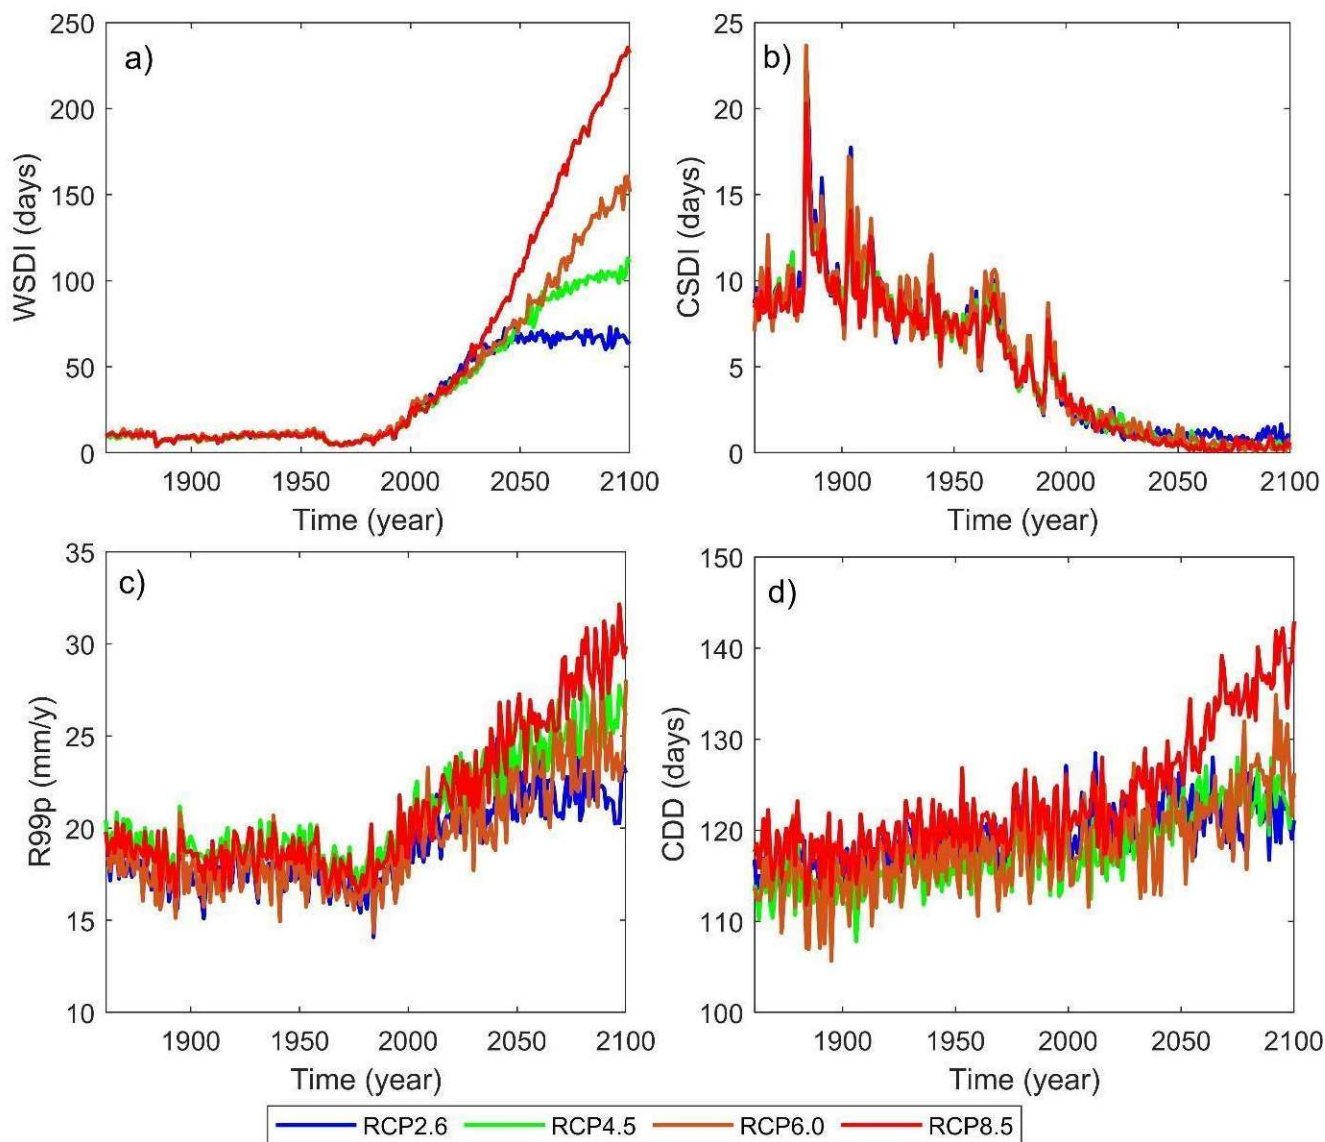 a)
WSDI (days)
250
200
150
100
50
0
1900 1950 2000 2050 2100
Time (year)
b)
CSDI (days)
25
20
15
10
5
0
1900 1950 2000 2050 2100
Time (year)
c)
R99p (mm/y)
35
30
25
20
15
10
1900 1950 2000 2050 2100
Time (year)
d)
CDD (days)
150
140
130
120
110
100
1900 1950 2000 2050 2100
Time (year)
RCP2.6 RCP4.5 RCP6.0 RCP8.5